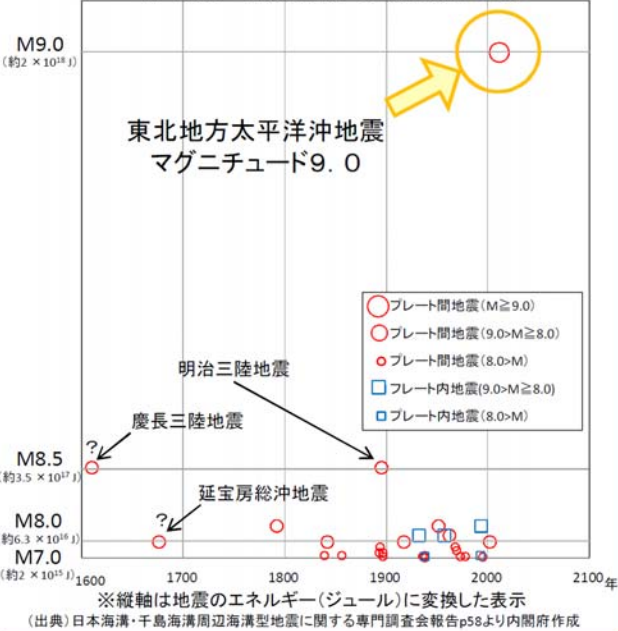 M9.0
(約2 ×10¹⁸J)
東北地方太平洋沖地震
マグニチュード9．0
プレート間地震(M≧9.0)
プレート間地震(9.0>M≧8.0)
プレート間地震(8.0>M)
フレート内地震(9.0>M≧8.0)
プレート内地震(8.0>M)
明治三陸地震
慶長三陸地震
?
M8.5
(約3.5 ×10¹⁷J)
延宝房総沖地震
?
M8.0
(約6.3 ×10¹⁶J)
M7.0
(約2 ×10¹⁵J)
1600 1700 1800 1900 2000 2100年
※縦軸は地震のエネルギー(ジュール)に変換した表示
(出典)日本海溝・千島海溝周辺海溝型地震に関する専門調査会報告p58より内閣府作成